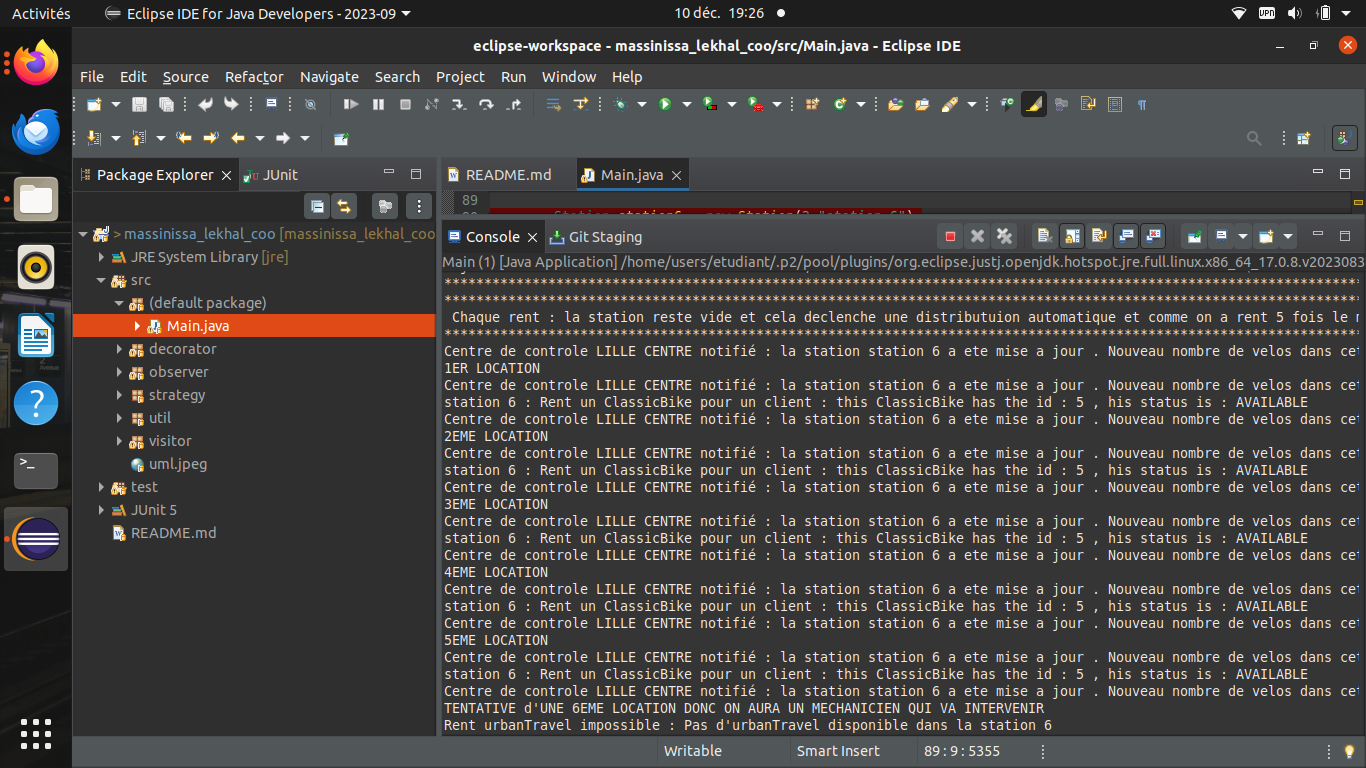 Activités
Eclipse IDE for Java Developers - 2023-09
10 déc. 19:26
VPN
eclipse-workspace - massinissa_lekhal_coo/src/Main.java - Eclipse IDE
File Edit Source Refactor Navigate Search Project Run Window Help
Package Explorer
JUnit
README.md
Main.java
89
Console
Git Staging
Main (1) [Java Application] /home/users/etudiant/.p2/pool/plugins/org.eclipse.justj.openjdk.hotspot.jre.full.linux.x86_64_17.0.8.v2023083
> massinissa_lekhal_coo [massinissa_lekhal_coo
JRE System Library [jre]
src
(default package)
Main.java
decorator
observer
strategy
util
visitor
uml.jpeg
test
JUnit 5
README.md
Chaque rent : la station reste vide et cela declenche une distributuion automatique et comme on a rent 5 fois le
Centre de controle LILLE CENTRE notifié : la station station 6 a ete mise a jour . Nouveau nombre de velos dans cet
1ER LOCATION
Centre de controle LILLE CENTRE notifié : la station station 6 a ete mise a jour . Nouveau nombre de velos dans cet
station 6 : Rent un ClassicBike pour un client : this ClassicBike has the id : 5 , his status is : AVAILABLE
Centre de controle LILLE CENTRE notifié : la station station 6 a ete mise a jour . Nouveau nombre de velos dans cet
2EME LOCATION
Centre de controle LILLE CENTRE notifié : la station station 6 a ete mise a jour . Nouveau nombre de velos dans cet
station 6 : Rent un ClassicBike pour un client : this ClassicBike has the id : 5 , his status is : AVAILABLE
Centre de controle LILLE CENTRE notifié : la station station 6 a ete mise a jour . Nouveau nombre de velos dans cet
3EME LOCATION
Centre de controle LILLE CENTRE notifié : la station station 6 a ete mise a jour . Nouveau nombre de velos dans cet
station 6 : Rent un ClassicBike pour un client : this ClassicBike has the id : 5 , his status is : AVAILABLE
Centre de controle LILLE CENTRE notifié : la station station 6 a ete mise a jour . Nouveau nombre de velos dans cet
4EME LOCATION
Centre de controle LILLE CENTRE notifié : la station station 6 a ete mise a jour . Nouveau nombre de velos dans cet
station 6 : Rent un ClassicBike pour un client : this ClassicBike has the id : 5 , his status is : AVAILABLE
Centre de controle LILLE CENTRE notifié : la station station 6 a ete mise a jour . Nouveau nombre de velos dans cet
5EME LOCATION
Centre de controle LILLE CENTRE notifié : la station station 6 a ete mise a jour . Nouveau nombre de velos dans cet
station 6 : Rent un ClassicBike pour un client : this ClassicBike has the id : 5 , his status is : AVAILABLE
Centre de controle LILLE CENTRE notifié : la station station 6 a ete mise a jour . Nouveau nombre de velos dans cet
TENTATIVE d'UNE 6EME LOCATION DONC ON AURA UN MECHANICIEN QUI VA INTERVENIR
Rent urbanTravel impossible : Pas d'urbanTravel disponible dans la station 6
Writable
Smart Insert
89 : 9 : 5355